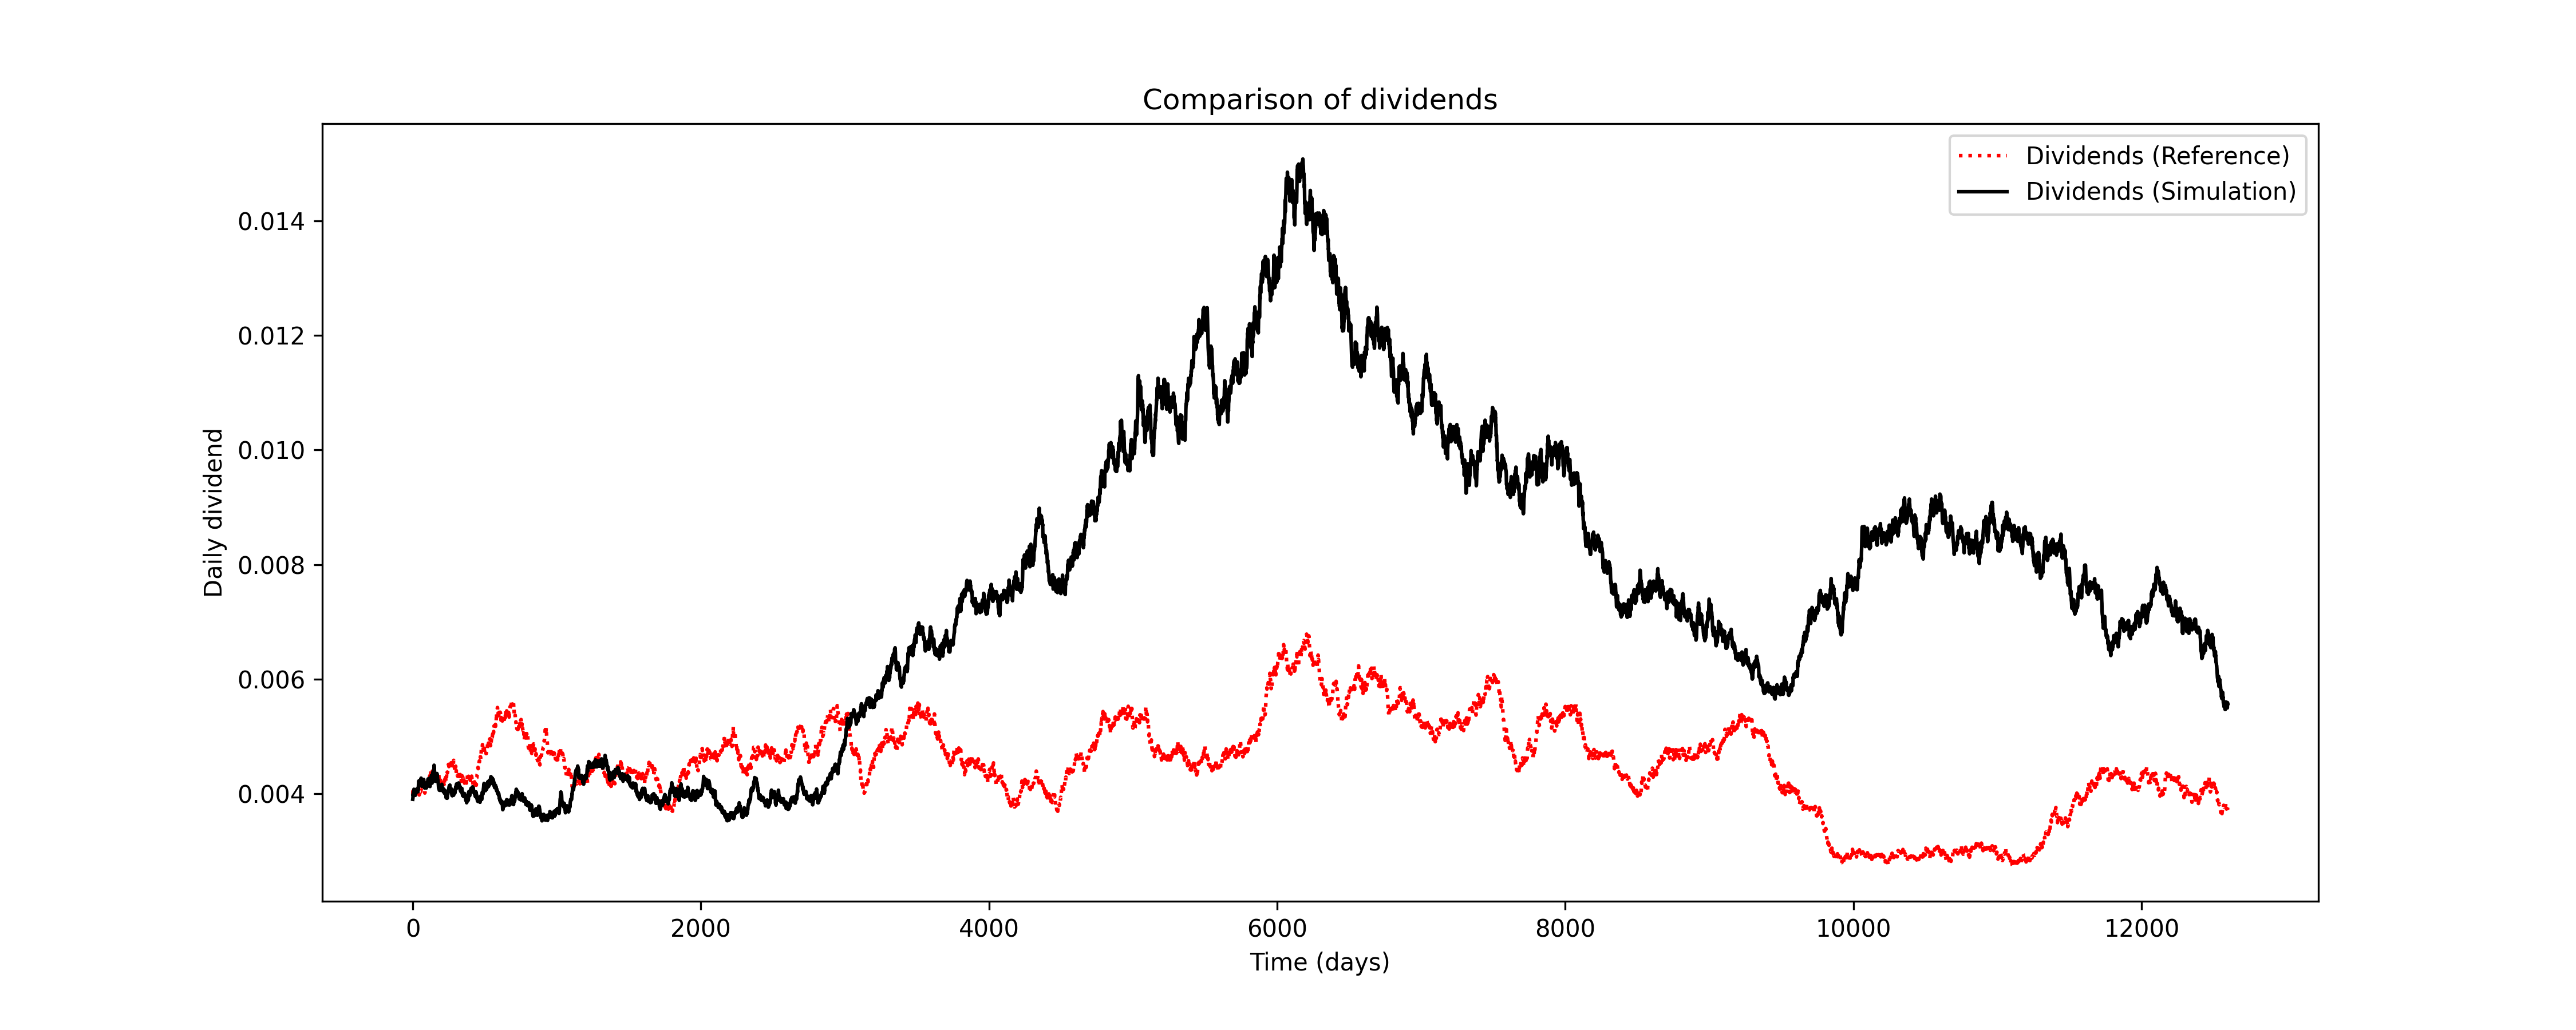 Comparison of dividends
Dividends (Reference)
Dividends (Simulation)
Daily dividend
0.014
0.012
0.010
0.008
0.006
0.004
0 2000 4000 6000 8000 10000 12000
Time (days)